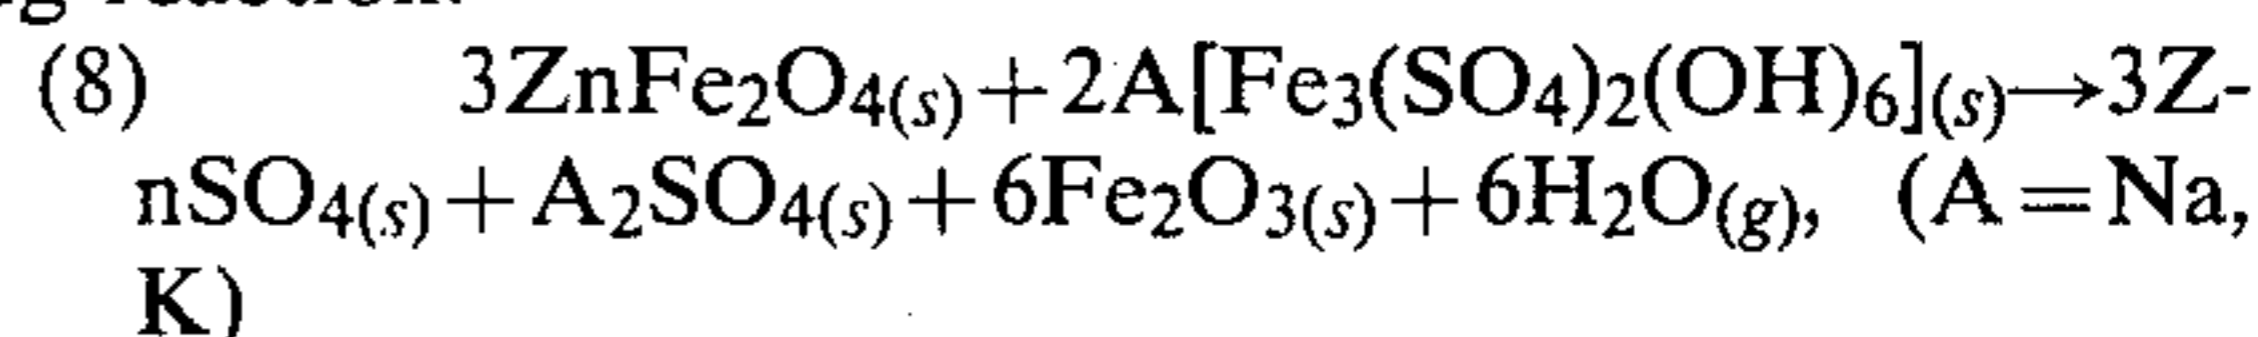 (8) 3ZnFe2O4(s)+2A[Fe3(SO4)2(OH)6](s)→3Z-
nSO4(s)+A2SO4(s)+6Fe2O3(s)+6H2O(g), (A=Na,
K)